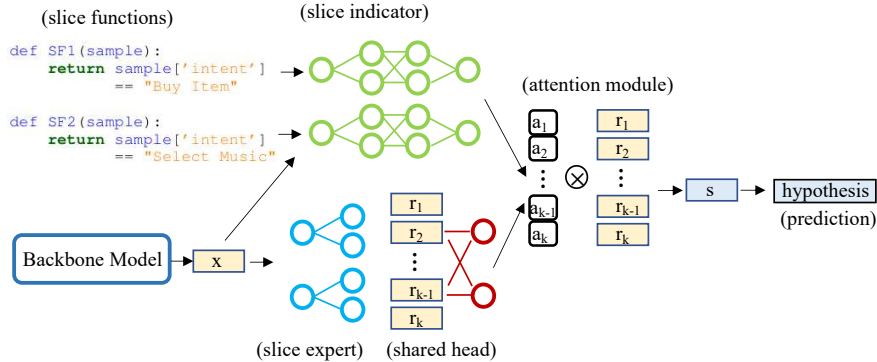 (slice functions)
def SF1(sample):
return sample['intent']
== "Buy Item"
def SF2(sample):
return sample['intent']
== "Select Music"
(slice indicator)
(attention module)
a1
a2
⋮
ak-1
ak
⊗
r1
r2
⋮
rk-1
rk
s
hypothesis
(prediction)
Backbone Model
x
r1
r2
⋮
rk-1
rk
(slice expert)
(shared head)